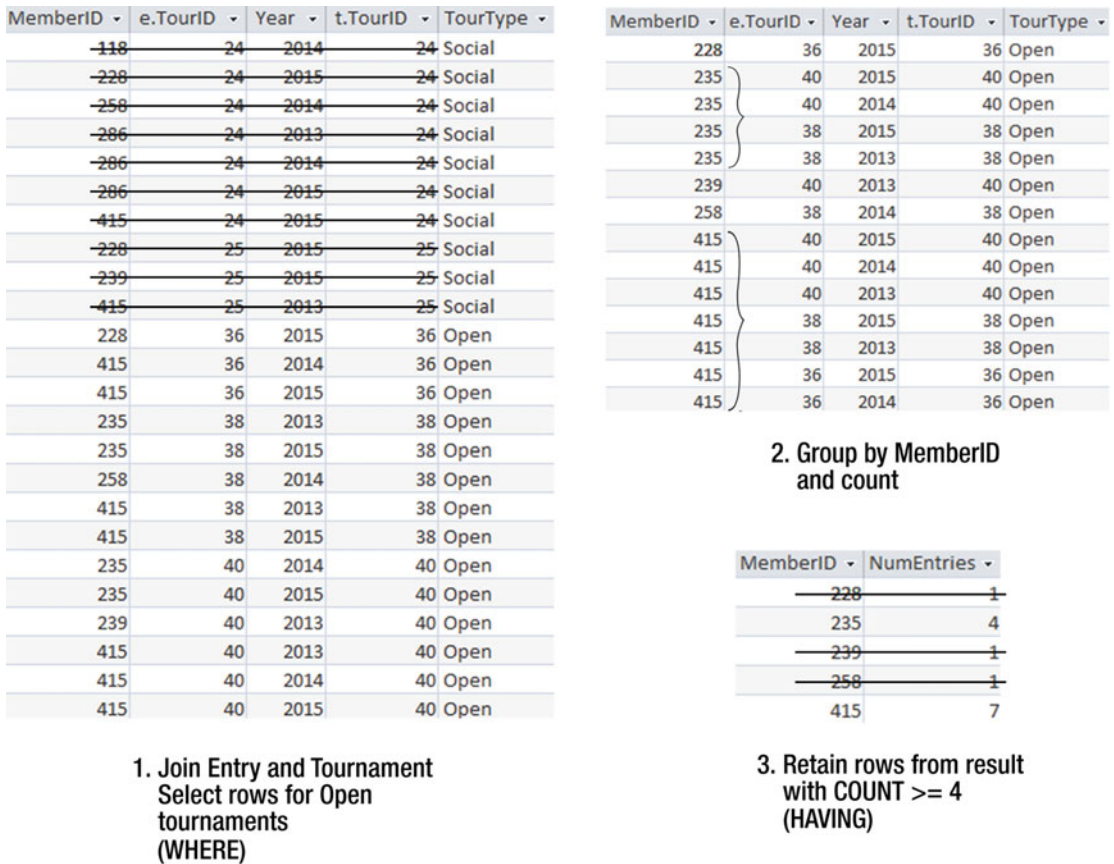 MemberID e.TourID Year t.TourID TourType
118 24 2014 24 Social
228 24 2015 24 Social
258 24 2014 24 Social
286 24 2013 24 Social
286 24 2014 24 Social
286 24 2015 24 Social
415 24 2015 24 Social
228 25 2015 25 Social
239 25 2015 25 Social
415 25 2013 25 Social
228 36 2015 36 Open
415 36 2014 36 Open
415 36 2015 36 Open
235 38 2013 38 Open
235 38 2015 38 Open
258 38 2014 38 Open
415 38 2013 38 Open
415 38 2015 38 Open
235 40 2014 40 Open
235 40 2015 40 Open
239 40 2013 40 Open
415 40 2013 40 Open
415 40 2014 40 Open
415 40 2015 40 Open
1. Join Entry and Tournament
Select rows for Open
tournaments
(WHERE)
MemberID e.TourID Year t.TourID TourType
228 36 2015 36 Open
235 40 2015 40 Open
235 40 2014 40 Open
235 38 2015 38 Open
235 38 2013 38 Open
239 40 2013 40 Open
258 38 2014 38 Open
415 40 2015 40 Open
415 40 2014 40 Open
415 40 2013 40 Open
415 38 2015 38 Open
415 38 2013 38 Open
415 36 2015 36 Open
415 36 2014 36 Open
2. Group by MemberID
and count
MemberID NumEntries
228 1
235 4
239 1
258 1
415 7
3. Retain rows from result
with COUNT >= 4
(HAVING)